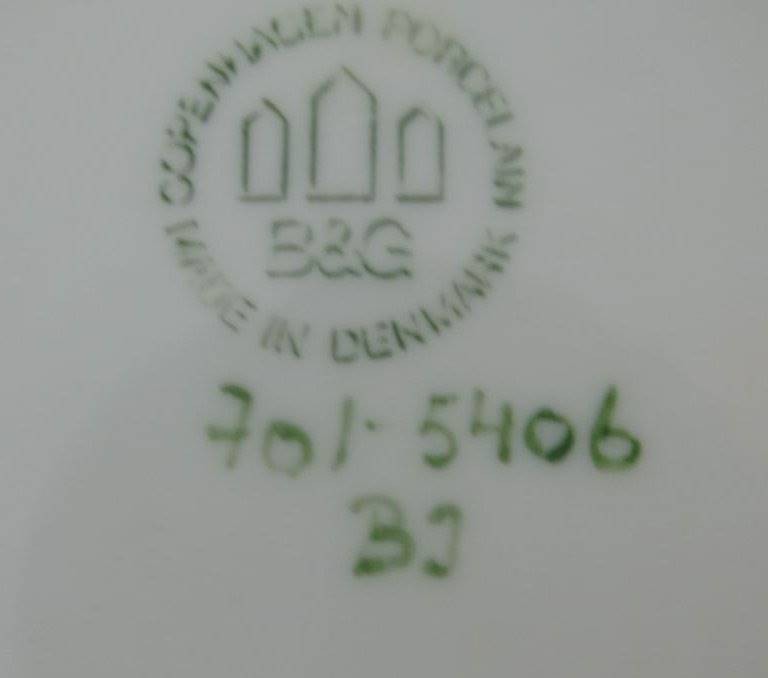 COPENHAGEN PORCELAIN
B&G
MADE IN DENMARK
701-5406
BJ